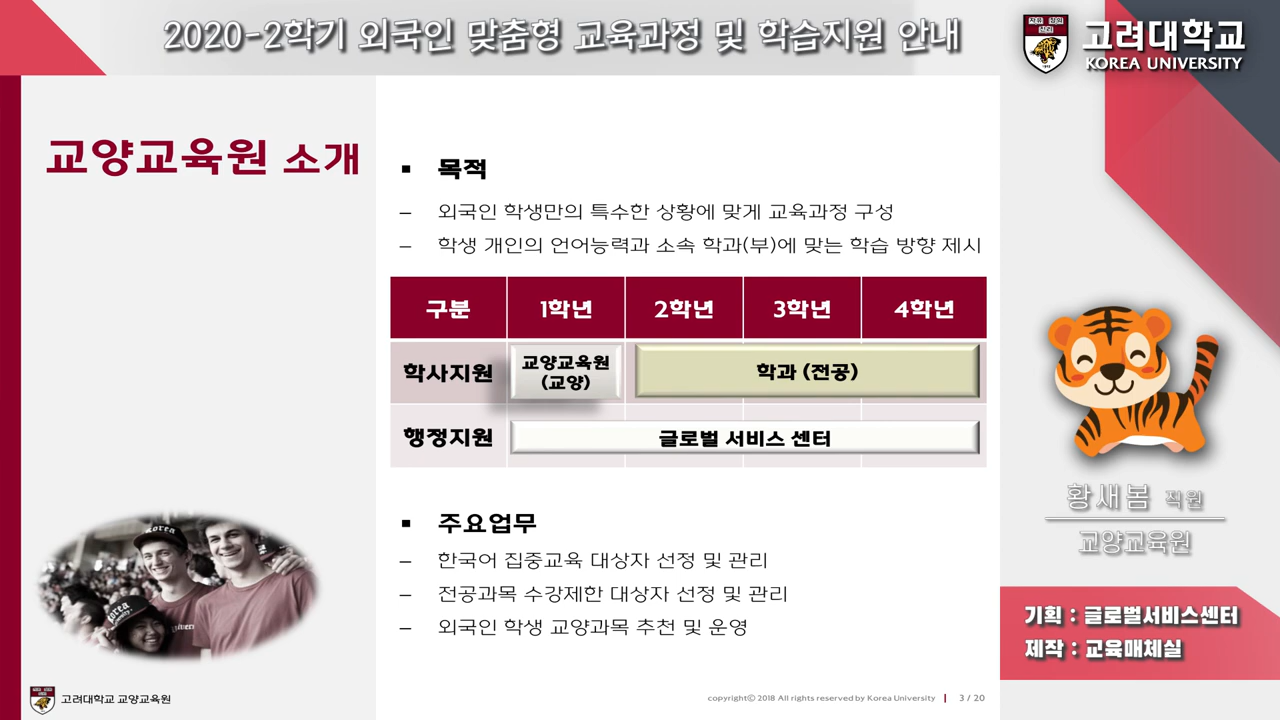 2020-2학기 외국인 맞춤형 교육과정 및 학습지원 안내
고려대학교
KOREA UNIVERSITY
교양교육원 소개
▪ 목적
– 외국인 학생만의 특수한 상황에 맞게 교육과정 구성
– 학생 개인의 언어능력과 소속 학과(부)에 맞는 학습 방향 제시
구분 1학년 2학년 3학년 4학년
학사지원 교양교육원 (교양) 학과 (전공)
행정지원 글로벌 서비스 센터
▪ 주요업무
– 한국어 집중교육 대상자 선정 및 관리
– 전공과목 수강제한 대상자 선정 및 관리
– 외국인 학생 교양과목 추천 및 운영
황새봄 직원
교양교육원
기획 : 글로벌서비스센터
제작 : 교육매체실
Korea
Korea
고려대학교 교양교육원
copyrightⓒ 2018 All rights reserved by Korea University | 3 / 20